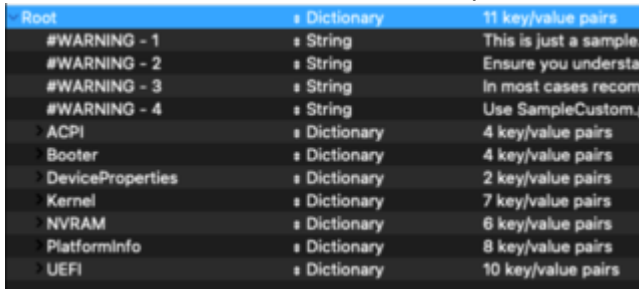 Root Dictionary 11 key/value pairs
#WARNING - 1 String This is just a sample.
#WARNING - 2 String Ensure you understa
#WARNING - 3 String In most cases recom
#WARNING - 4 String Use SampleCustom.
ACPI Dictionary 4 key/value pairs
Booter Dictionary 4 key/value pairs
DeviceProperties Dictionary 2 key/value pairs
Kernel Dictionary 7 key/value pairs
NVRAM Dictionary 6 key/value pairs
PlatformInfo Dictionary 8 key/value pairs
UEFI Dictionary 10 key/value pairs